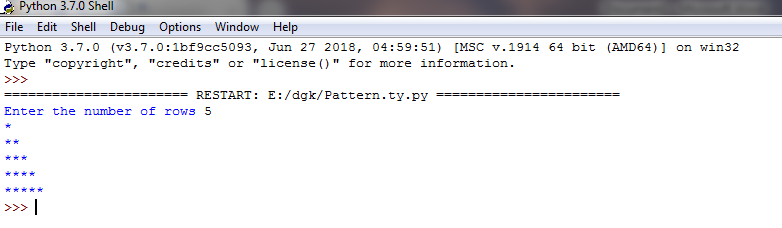 Python 3.7.0 Shell
File Edit Shell Debug Options Window Help
Python 3.7.0 (v3.7.0:1bf9cc5093, Jun 27 2018, 04:59:51) [MSC v.1914 64 bit (AMD64)] on win32
Type "copyright", "credits" or "license()" for more information.
>>>
======================= RESTART: E:/dgk/Pattern.ty.py =======================
Enter the number of rows 5
*
**
***
****
*****
>>>